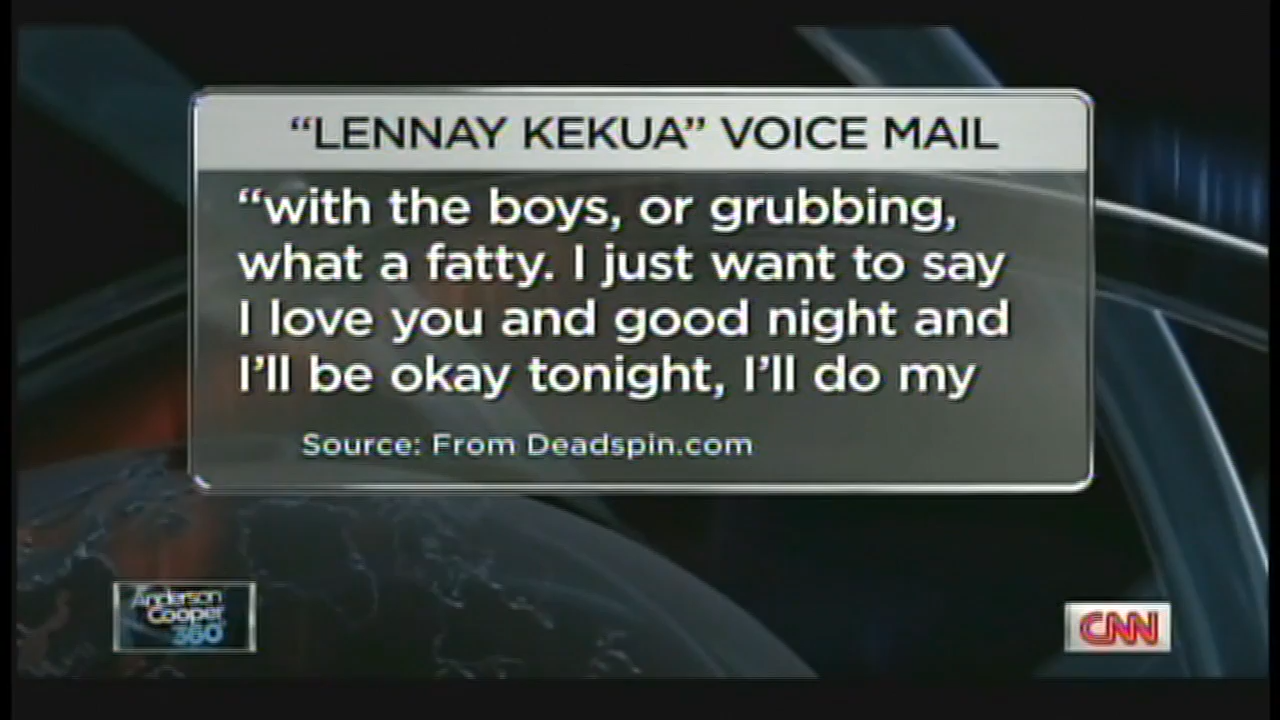 “LENNAY KEKUA” VOICE MAIL
“with the boys, or grubbing,
what a fatty. I just want to say
I love you and good night and
I’ll be okay tonight, I’ll do my
Source: From Deadspin.com
Anderson
Cooper
360°
CNN